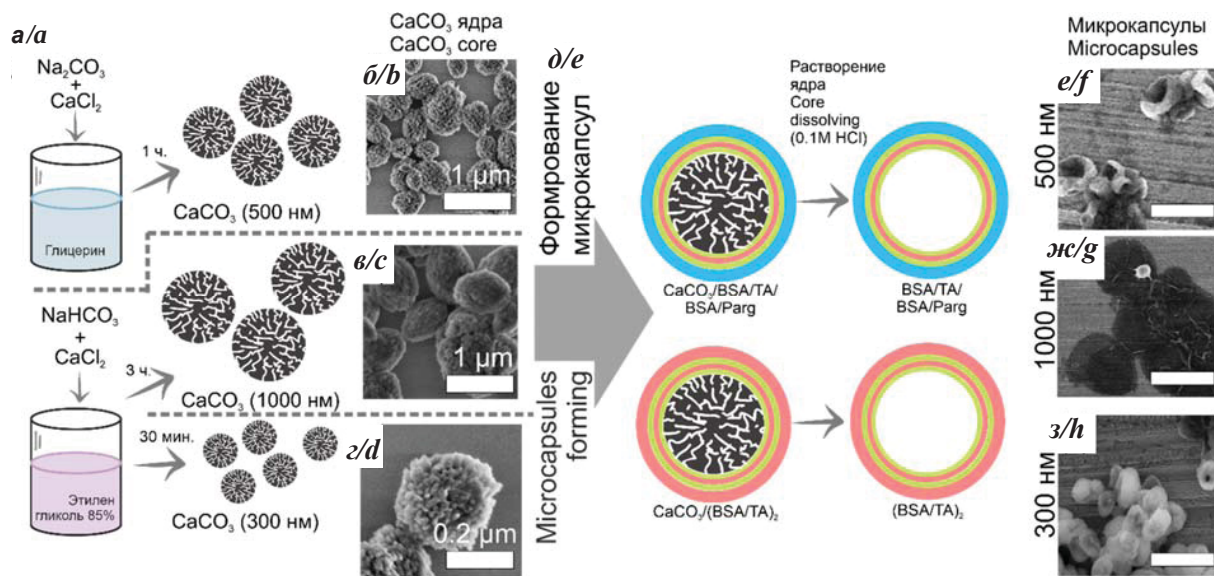 а/a
Na₂CO₃
+
CaCl₂
1 ч.
Глицерин
CaCO₃ (500 нм)
NaHCO₃
+
CaCl₂
3 ч.
CaCO₃ (1000 нм)
30 мин.
Этилен
гликоль 85%
CaCO₃ (300 нм)
CaCO₃ ядра
CaCO₃ core
б/b
1 µm
в/c
1 µm
г/d
0.2 µm
д/e
Формирование
микрокапсул
Microcapsules
forming
Растворение
ядра
Core
dissolving
(0.1M HCl)
CaCO₃/BSA/TA/
BSA/Parg
BSA/TA/
BSA/Parg
CaCO₃/(BSA/TA)₂
(BSA/TA)₂
Микрокапсулы
Microcapsules
е/f
500 нм
ж/g
1000 нм
з/h
300 нм